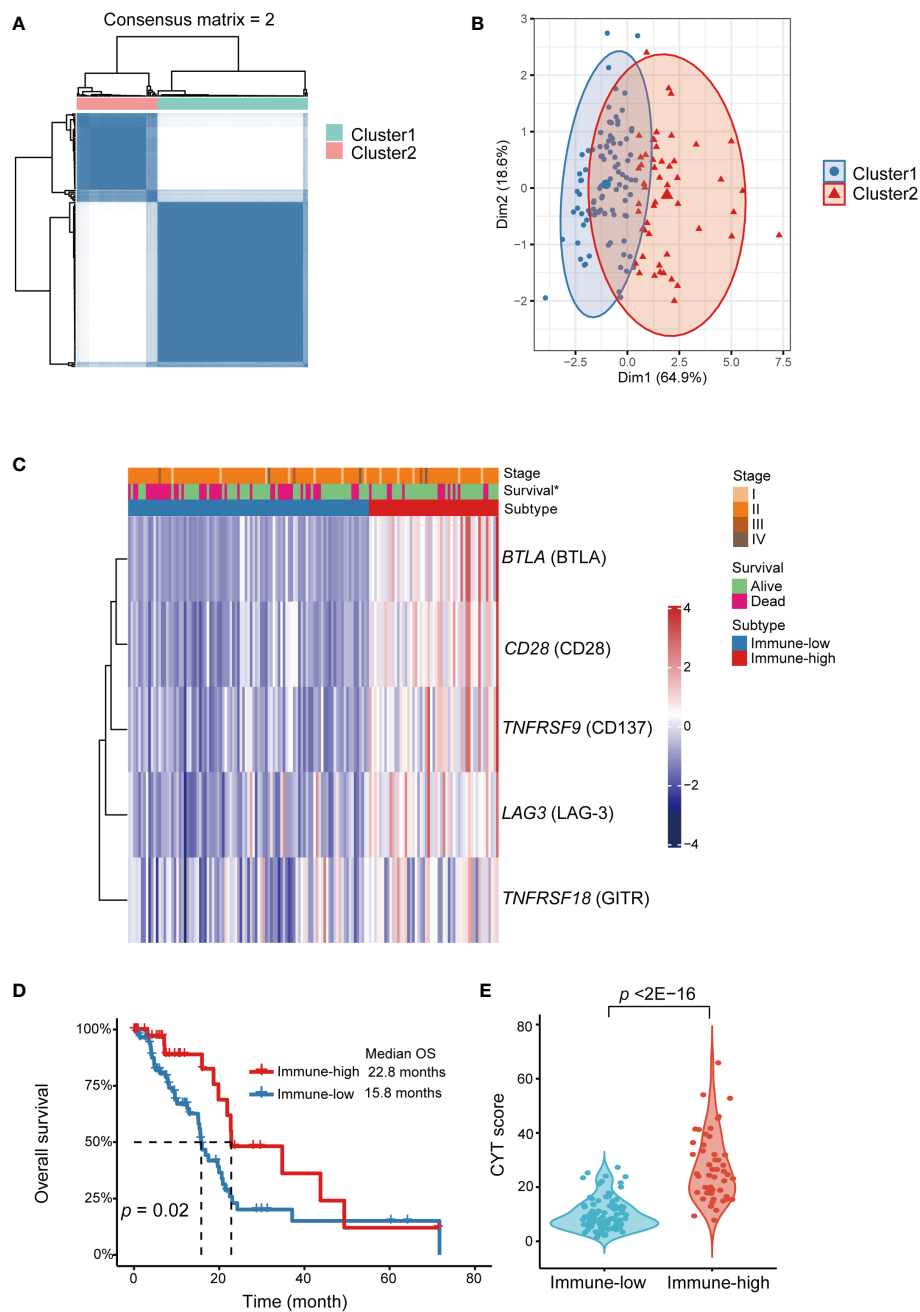 A
Consensus matrix = 2
Cluster1
Cluster2
B
3
2
1
0
−1
−2
Dim2 (18.6%)
−2.5
0.0
2.5
5.0
7.5
Dim1 (64.9%)
Cluster1
Cluster2
C
Stage
Survival*
Subtype
BTLA (BTLA)
CD28 (CD28)
TNFRSF9 (CD137)
LAG3 (LAG-3)
TNFRSF18 (GITR)
4
2
0
−2
−4
Stage
I
II
III
IV
Survival
Alive
Dead
Subtype
Immune-low
Immune-high
D
100%
75%
50%
25%
0%
Overall survival
Median OS
Immune-high 22.8 months
Immune-low 15.8 months
p = 0.02
0
20
40
60
80
Time (month)
E
p <2E−16
80
60
40
20
0
CYT score
Immune-low
Immune-high